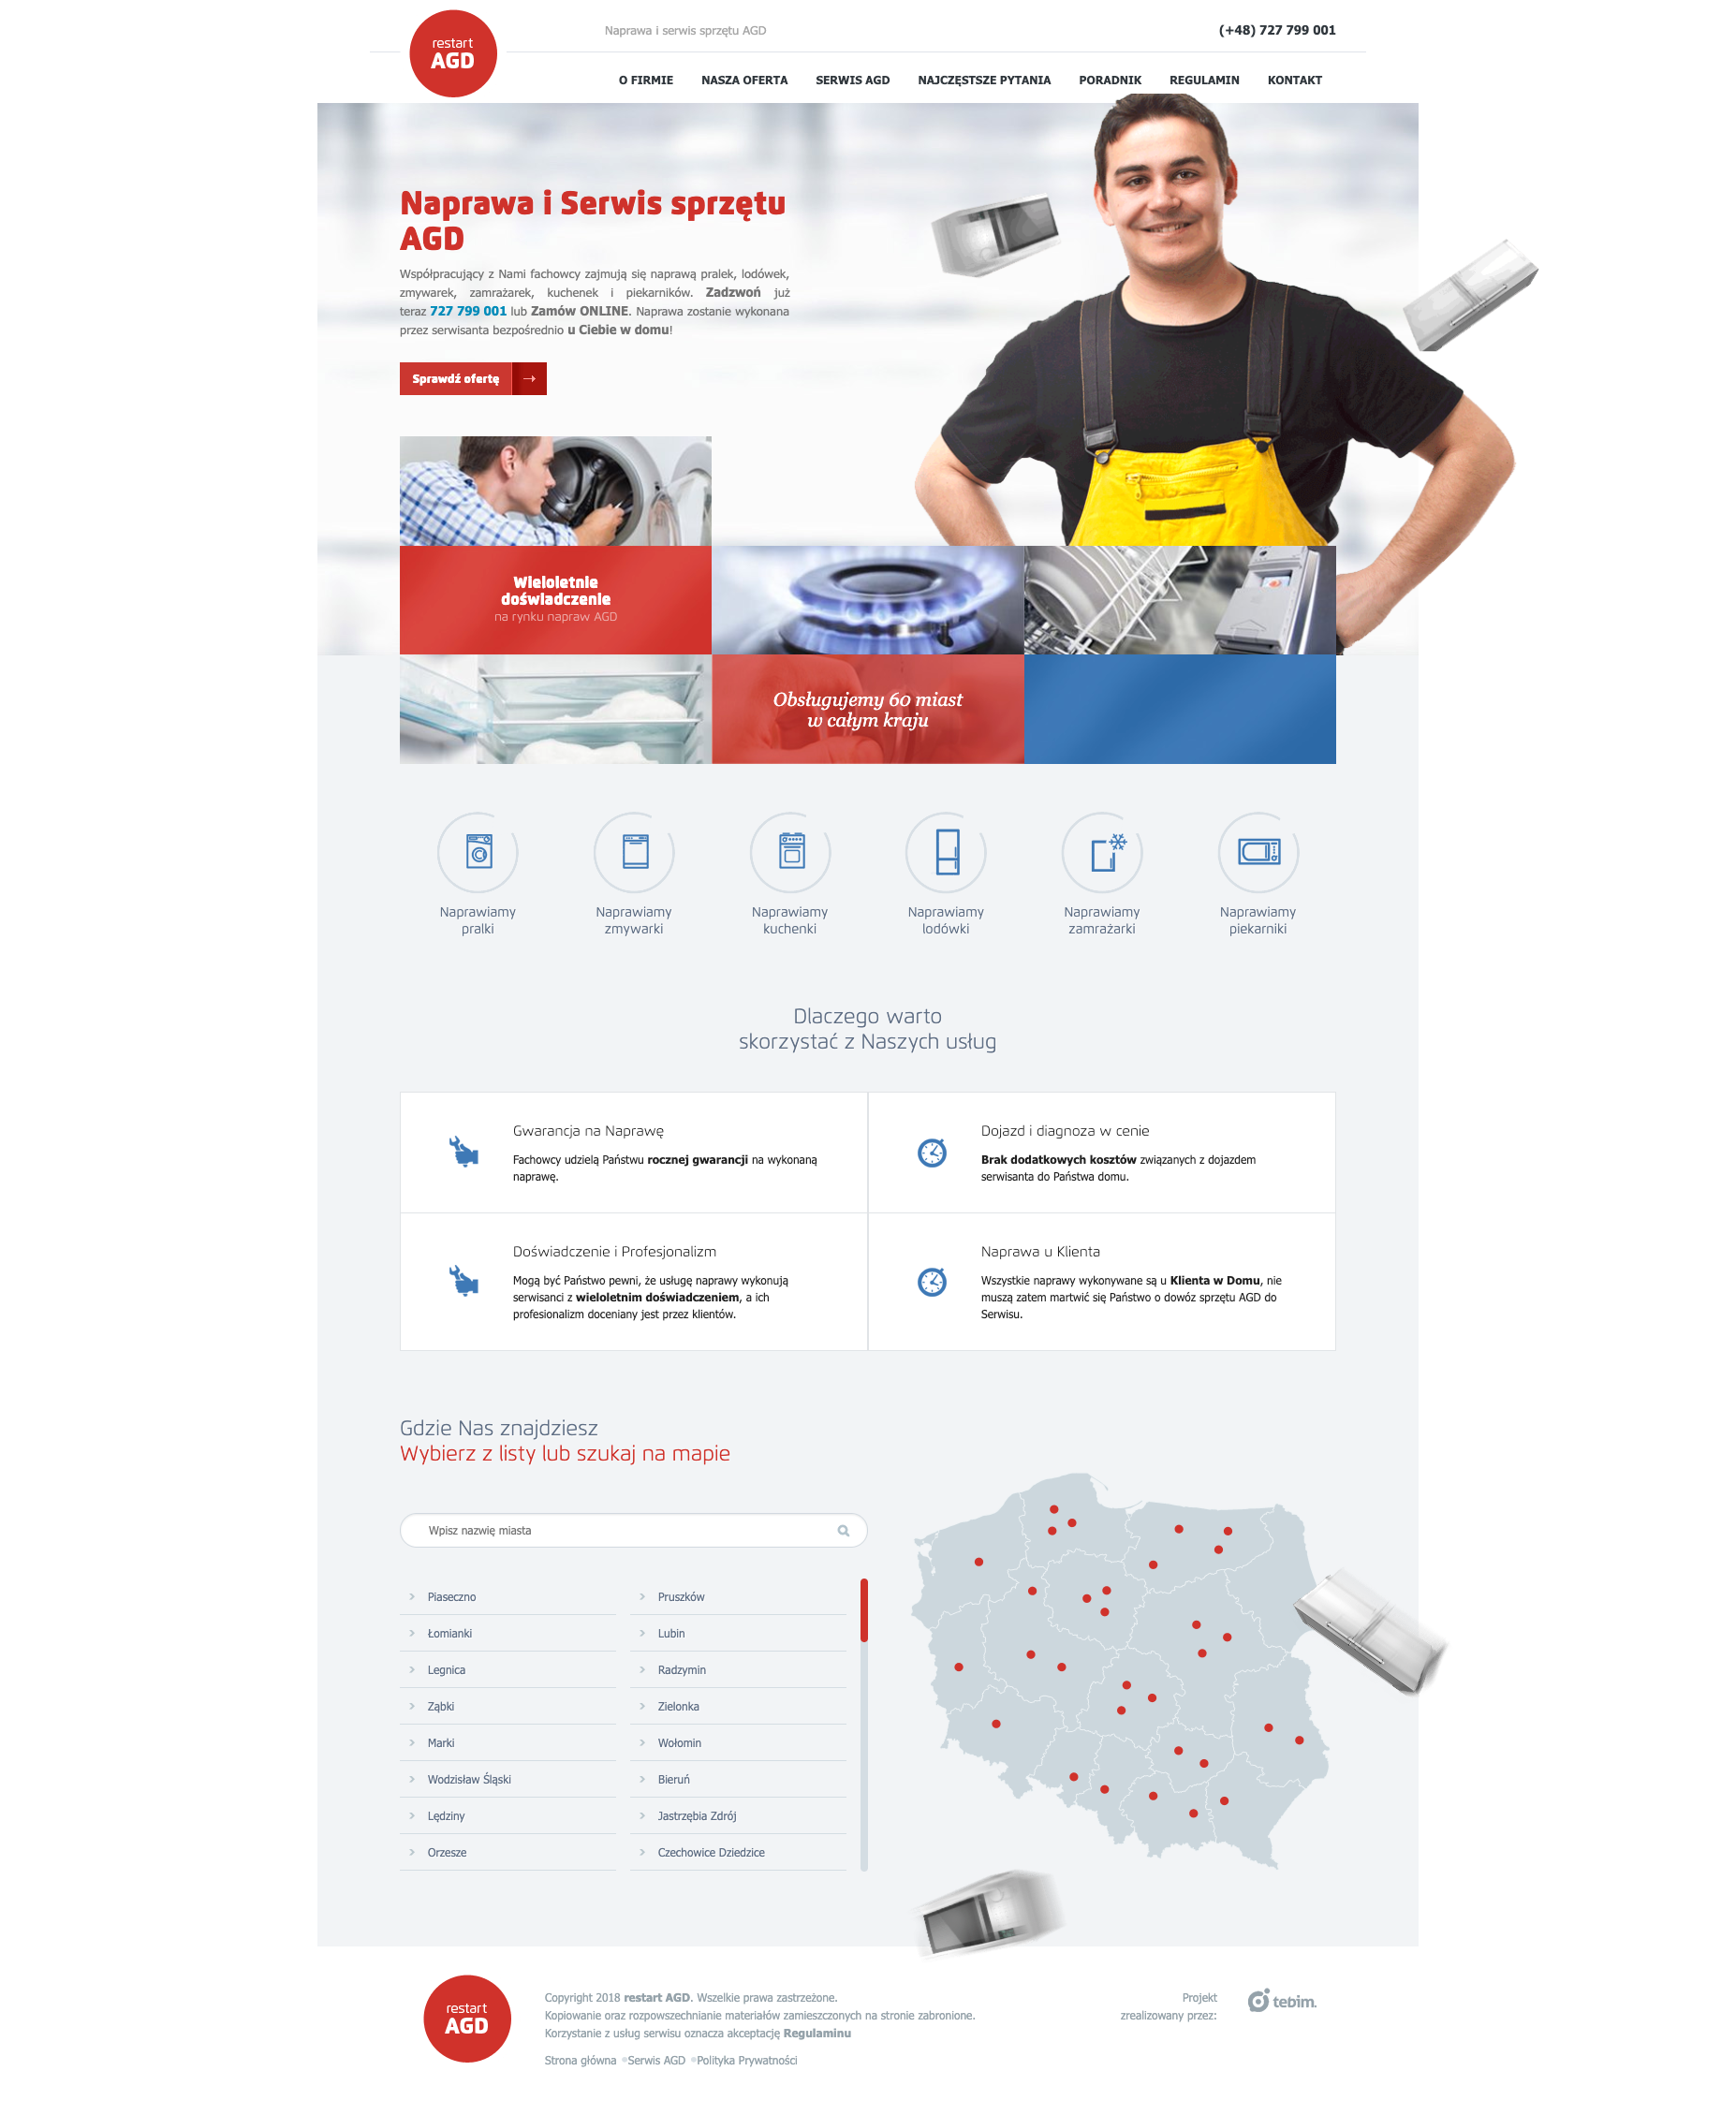 restart
AGD
Naprawa i serwis sprzętu AGD
(+48) 727 799 001
O FIRMIE
NASZA OFERTA
SERWIS AGD
NAJCZĘSTSZE PYTANIA
PORADNIK
REGULAMIN
KONTAKT
Naprawa i Serwis sprzętu
AGD
Współpracujący z Nami fachowcy zajmują się naprawą pralek, lodówek,
zmywarek, zamrażarek, kuchenek i piekarników. Zadzwoń już
teraz 727 799 001 lub Zamów ONLINE. Naprawa zostanie wykonana
przez serwisanta bezpośrednio u Ciebie w domu!
Sprawdź ofertę
Wieloletnie
doświadczenie
na rynku napraw AGD
Obsługujemy 60 miast
w całym kraju
Naprawiamy
pralki
Naprawiamy
zmywarki
Naprawiamy
kuchenki
Naprawiamy
lodówki
Naprawiamy
zamrażarki
Naprawiamy
piekarniki
Dlaczego warto
skorzystać z Naszych usług
Gwarancja na Naprawę
Fachowcy udzielą Państwu rocznej gwarancji na wykonaną
naprawę.
Dojazd i diagnoza w cenie
Brak dodatkowych kosztów związanych z dojazdem
serwisanta do Państwa domu.
Doświadczenie i Profesjonalizm
Mogą być Państwo pewni, że usługę naprawy wykonują
serwisanci z wieloletnim doświadczeniem, a ich
profesionalizm doceniany jest przez klientów.
Naprawa u Klienta
Wszystkie naprawy wykonywane są u Klienta w Domu, nie
muszą zatem martwić się Państwo o dowóz sprzętu AGD do
Serwisu.
Gdzie Nas znajdziesz
Wybierz z listy lub szukaj na mapie
Wpisz nazwię miasta
Piaseczno
Pruszków
Łomianki
Lubin
Legnica
Radzymin
Ząbki
Zielonka
Marki
Wołomin
Wodzisław Śląski
Bieruń
Lędziny
Jastrzębia Zdrój
Orzesze
Czechowice Dziedzice
restart
AGD
Copyright 2018 restart AGD. Wszelkie prawa zastrzeżone.
Kopiowanie oraz rozpowszechnianie materiałów zamieszczonych na stronie zabronione.
Korzystanie z usług serwisu oznacza akceptację Regulaminu
Strona główna
Serwis AGD
Polityka Prywatności
Projekt
zrealizowany przez:
tebim.